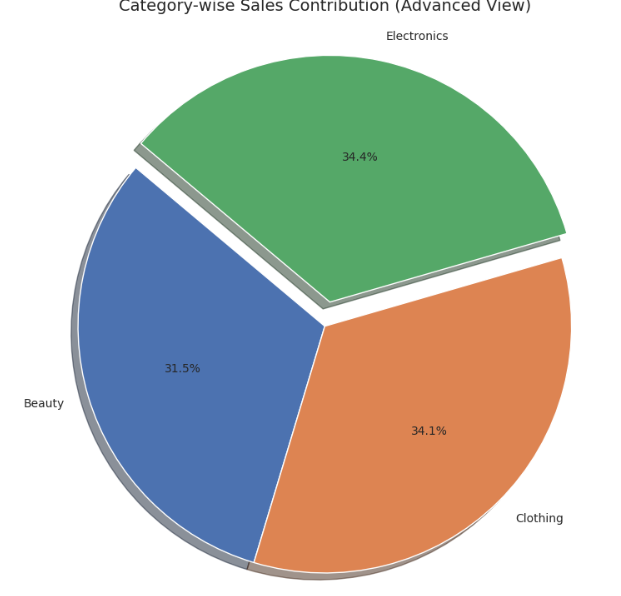 Category-wise Sales Contribution (Advanced View)
Electronics
34.4%
31.5%
Beauty
34.1%
Clothing